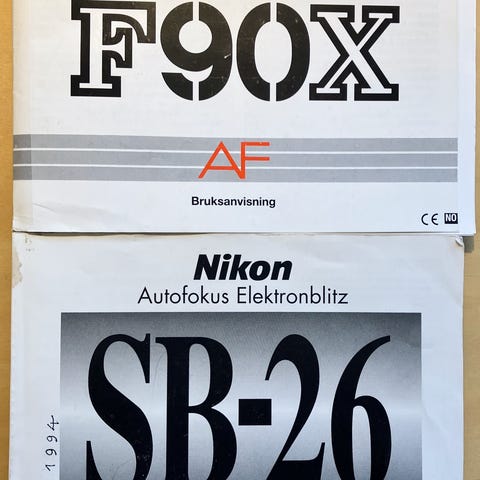 F90X
AF
Bruksanvisning
CE NO
Nikon
Autofokus Elektronblitz
SB-26
1994